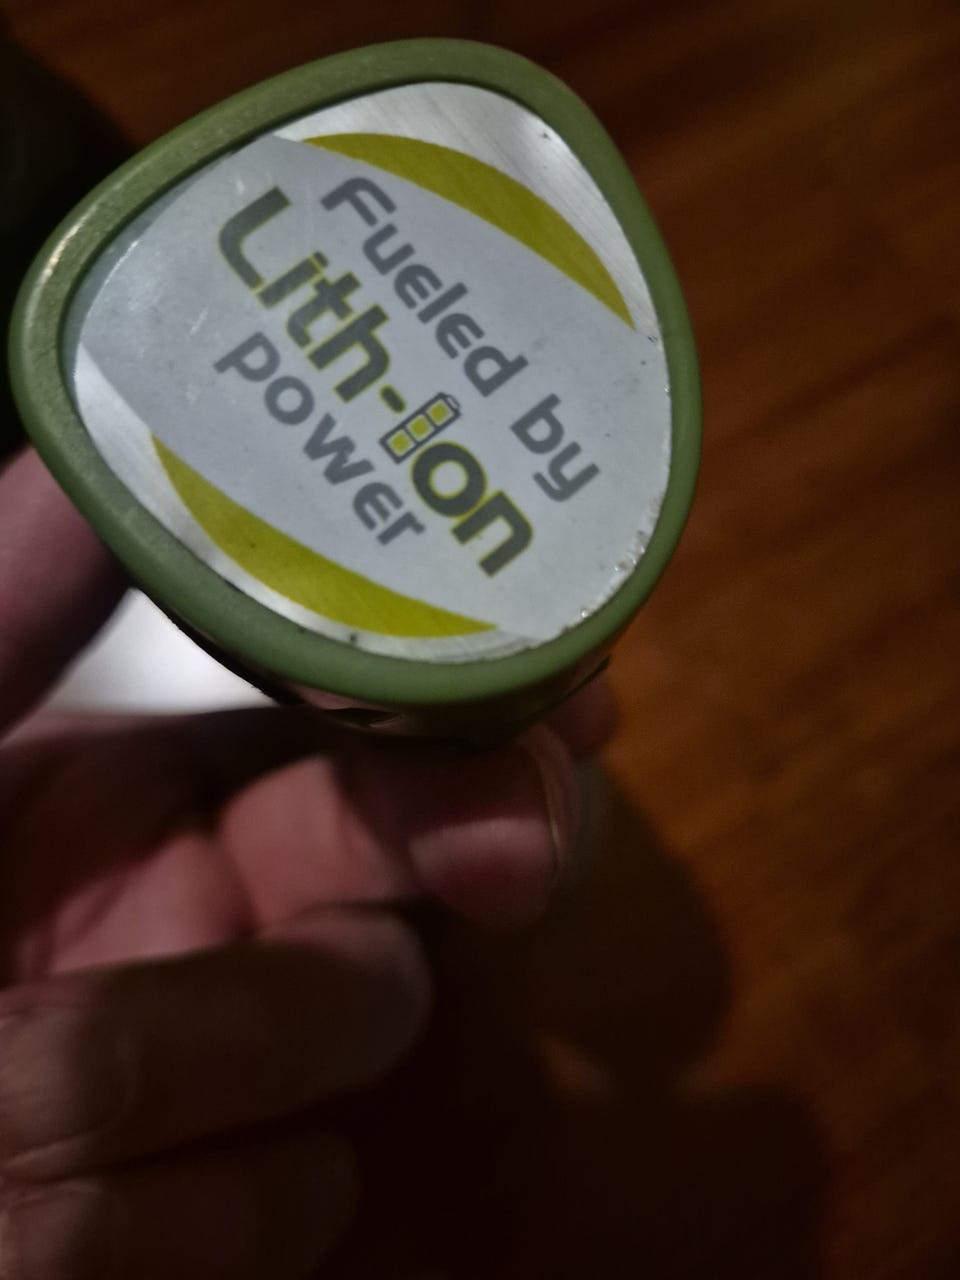 Fueled by
Lith-ion
power